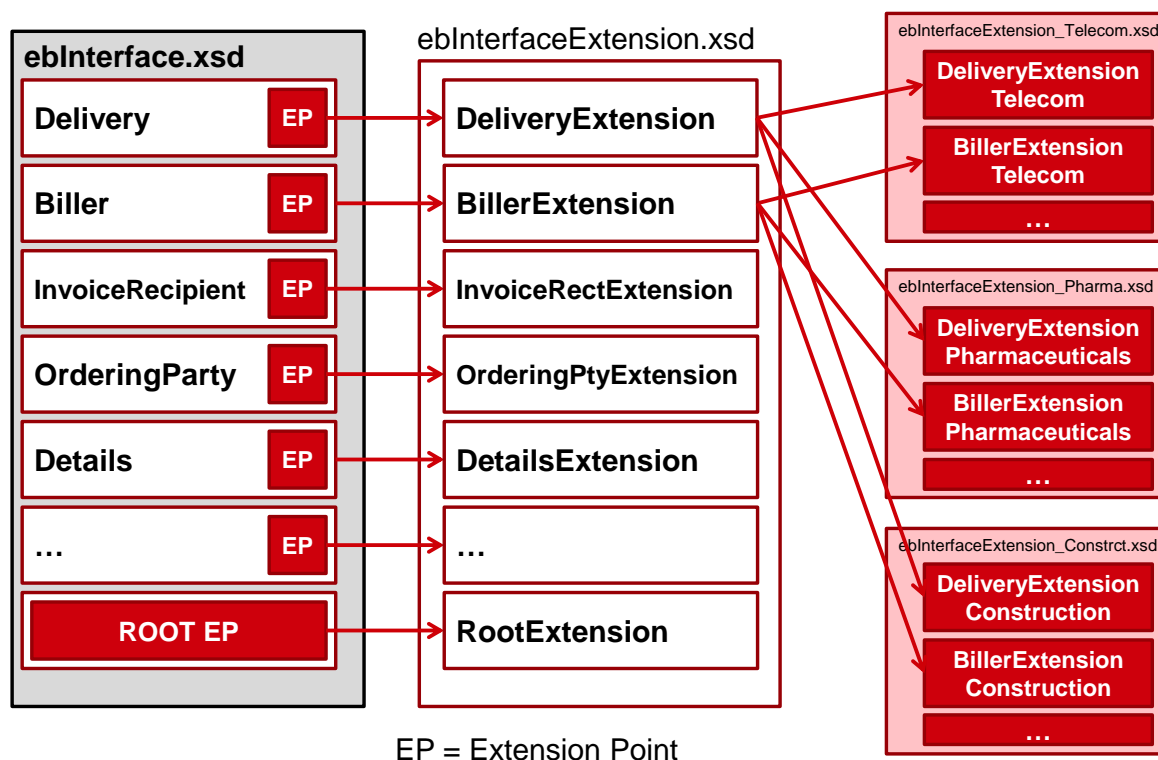 ebInterface.xsd
Delivery
EP
Biller
EP
InvoiceRecipient
EP
OrderingParty
EP
Details
EP
...
EP
ROOT EP
ebInterfaceExtension.xsd
DeliveryExtension
BillerExtension
InvoiceRectExtension
OrderingPtyExtension
DetailsExtension
...
RootExtension
ebInterfaceExtension_Telecom.xsd
DeliveryExtension
Telecom
BillerExtension
Telecom
...
ebInterfaceExtension_Pharma.xsd
DeliveryExtension
Pharmaceuticals
BillerExtension
Pharmaceuticals
...
ebInterfaceExtension_Constrct.xsd
DeliveryExtension
Construction
BillerExtension
Construction
...
EP = Extension Point